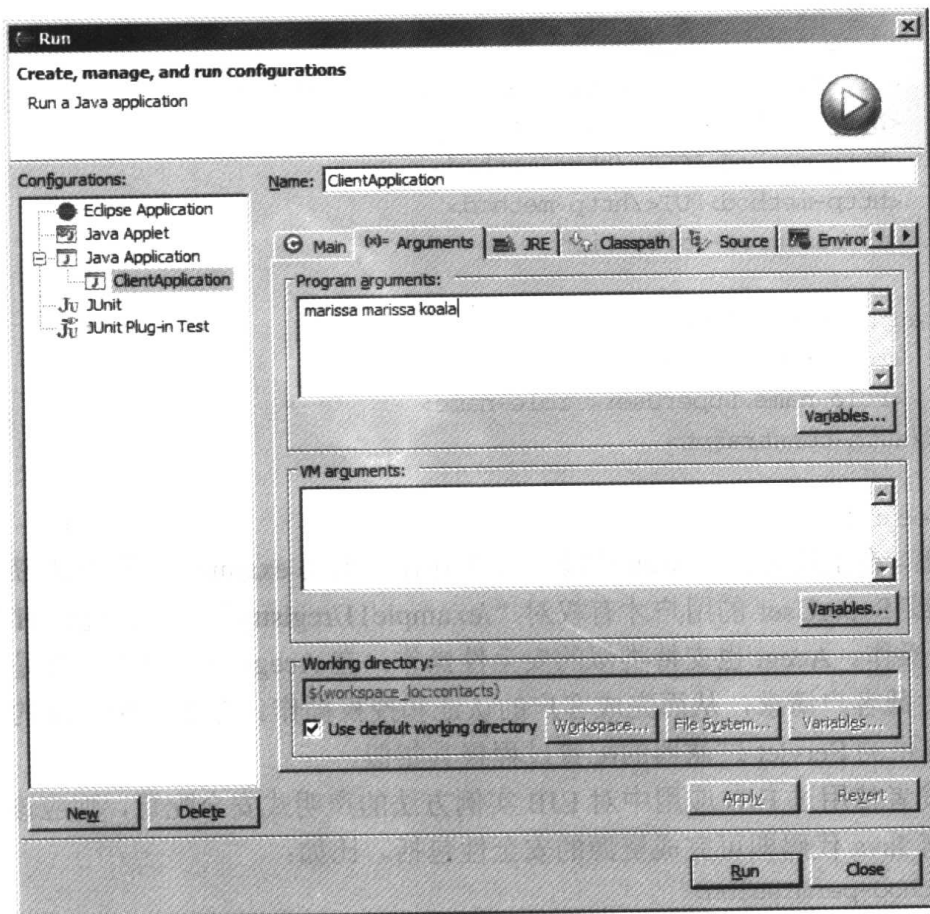 Run
Create, manage, and run configurations
Run a Java application
Configurations:
Eclipse Application
Java Applet
Java Application
ClientApplication
JUnit
JUnit Plug-in Test
New
Delete
Name: ClientApplication
Main
(x)= Arguments
JRE
Classpath
Source
Environ
Program arguments:
marissa marissa koala
Variables...
VM arguments:
Variables...
Working directory:
${workspace_loc:contacts}
Use default working directory
Workspace...
File System...
Variables...
Apply
Revert
Run
Close